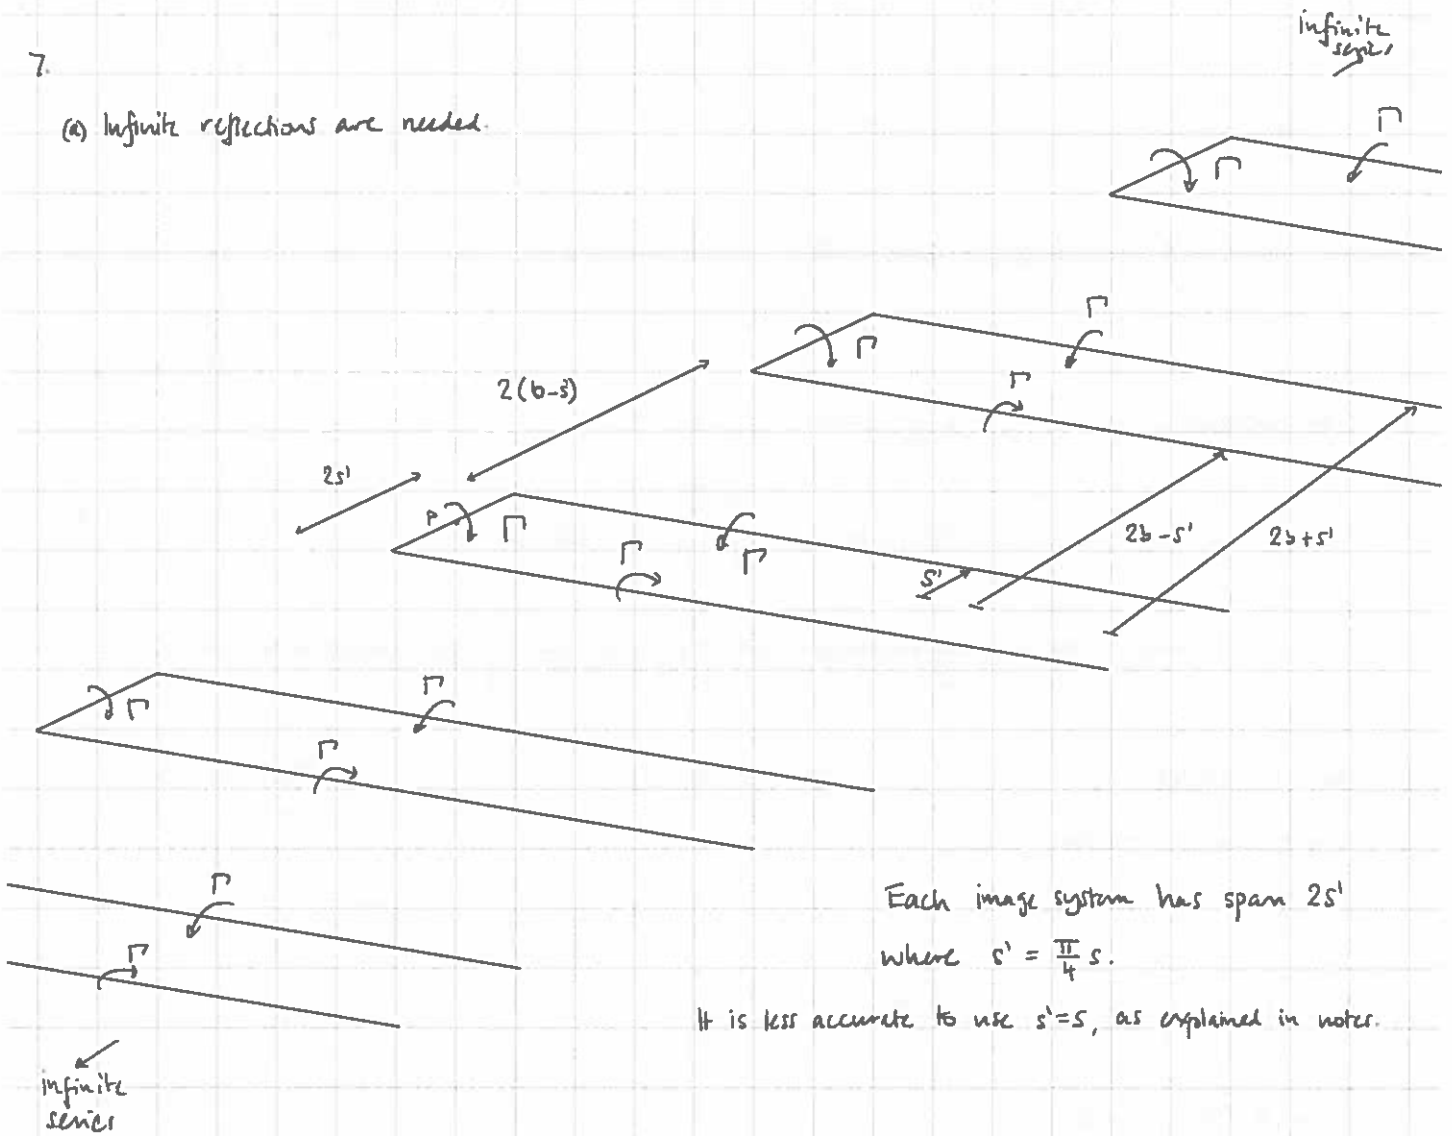 infinite
series
7.
(a) Infinite reflections are needed.
Γ
Γ
Γ
Γ
Γ
2(b-s')
2s'
P
Γ
Γ
Γ
s'
2b-s'
2b+s'
Γ
Γ
Γ
Γ
Γ
Each image system has span 2s'
where s' = π/4 s.
It is less accurate to use s'=s, as explained in notes.
infinite
series